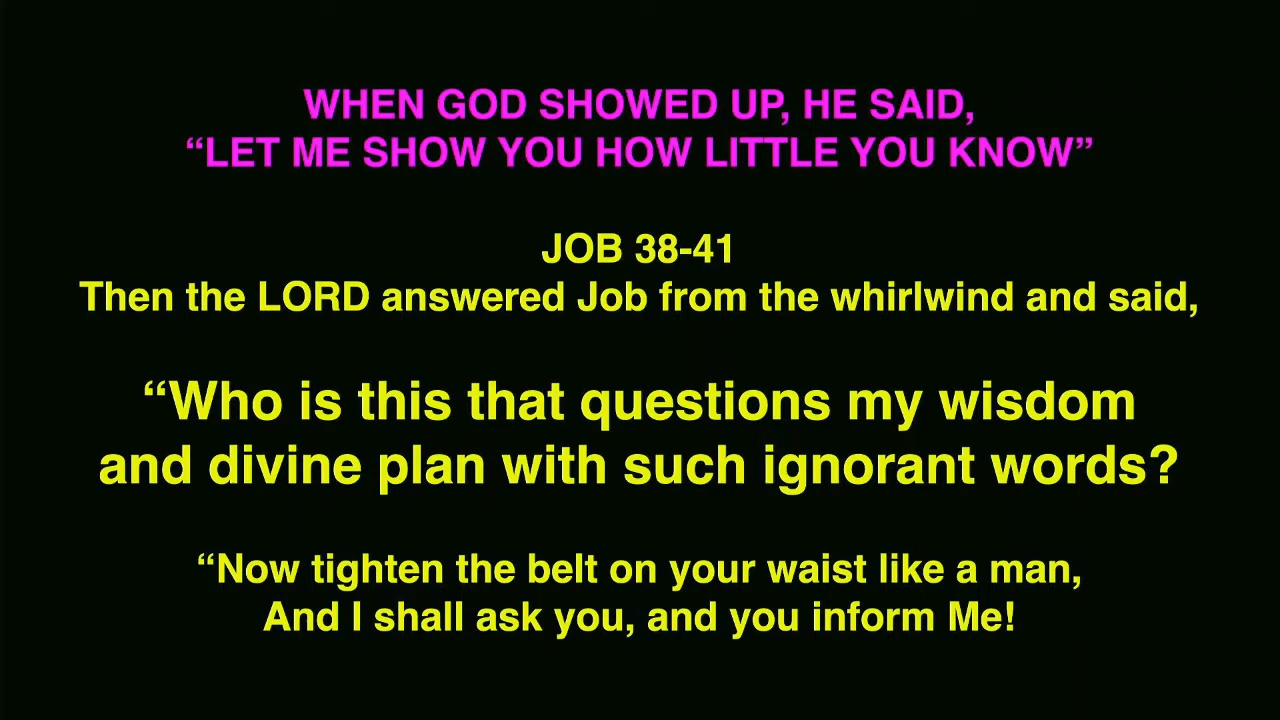 WHEN GOD SHOWED UP, HE SAID,
“LET ME SHOW YOU HOW LITTLE YOU KNOW”
JOB 38-41
Then the LORD answered Job from the whirlwind and said,
“Who is this that questions my wisdom
and divine plan with such ignorant words?
“Now tighten the belt on your waist like a man,
And I shall ask you, and you inform Me!